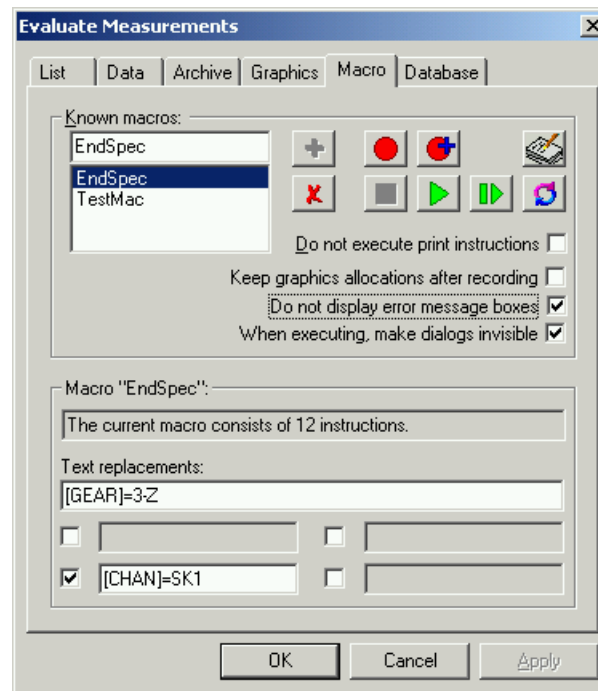 Evaluate Measurements
List Data Archive Graphics Macro Database
Known macros:
EndSpec
EndSpec
TestMac
Do not execute print instructions
Keep graphics allocations after recording
Do not display error message boxes
When executing, make dialogs invisible
Macro "EndSpec":
The current macro consists of 12 instructions.
Text replacements:
[GEAR]=3-Z
[CHAN]=SK1
OK Cancel Apply